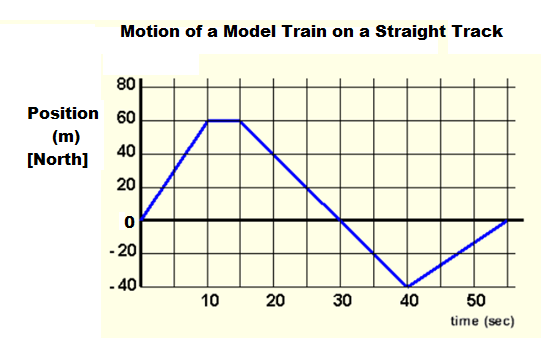 Motion of a Model Train on a Straight Track
Position
(m)
[North]
80
60
40
20
0
- 20
- 40
10 20 30 40 50
time (sec)